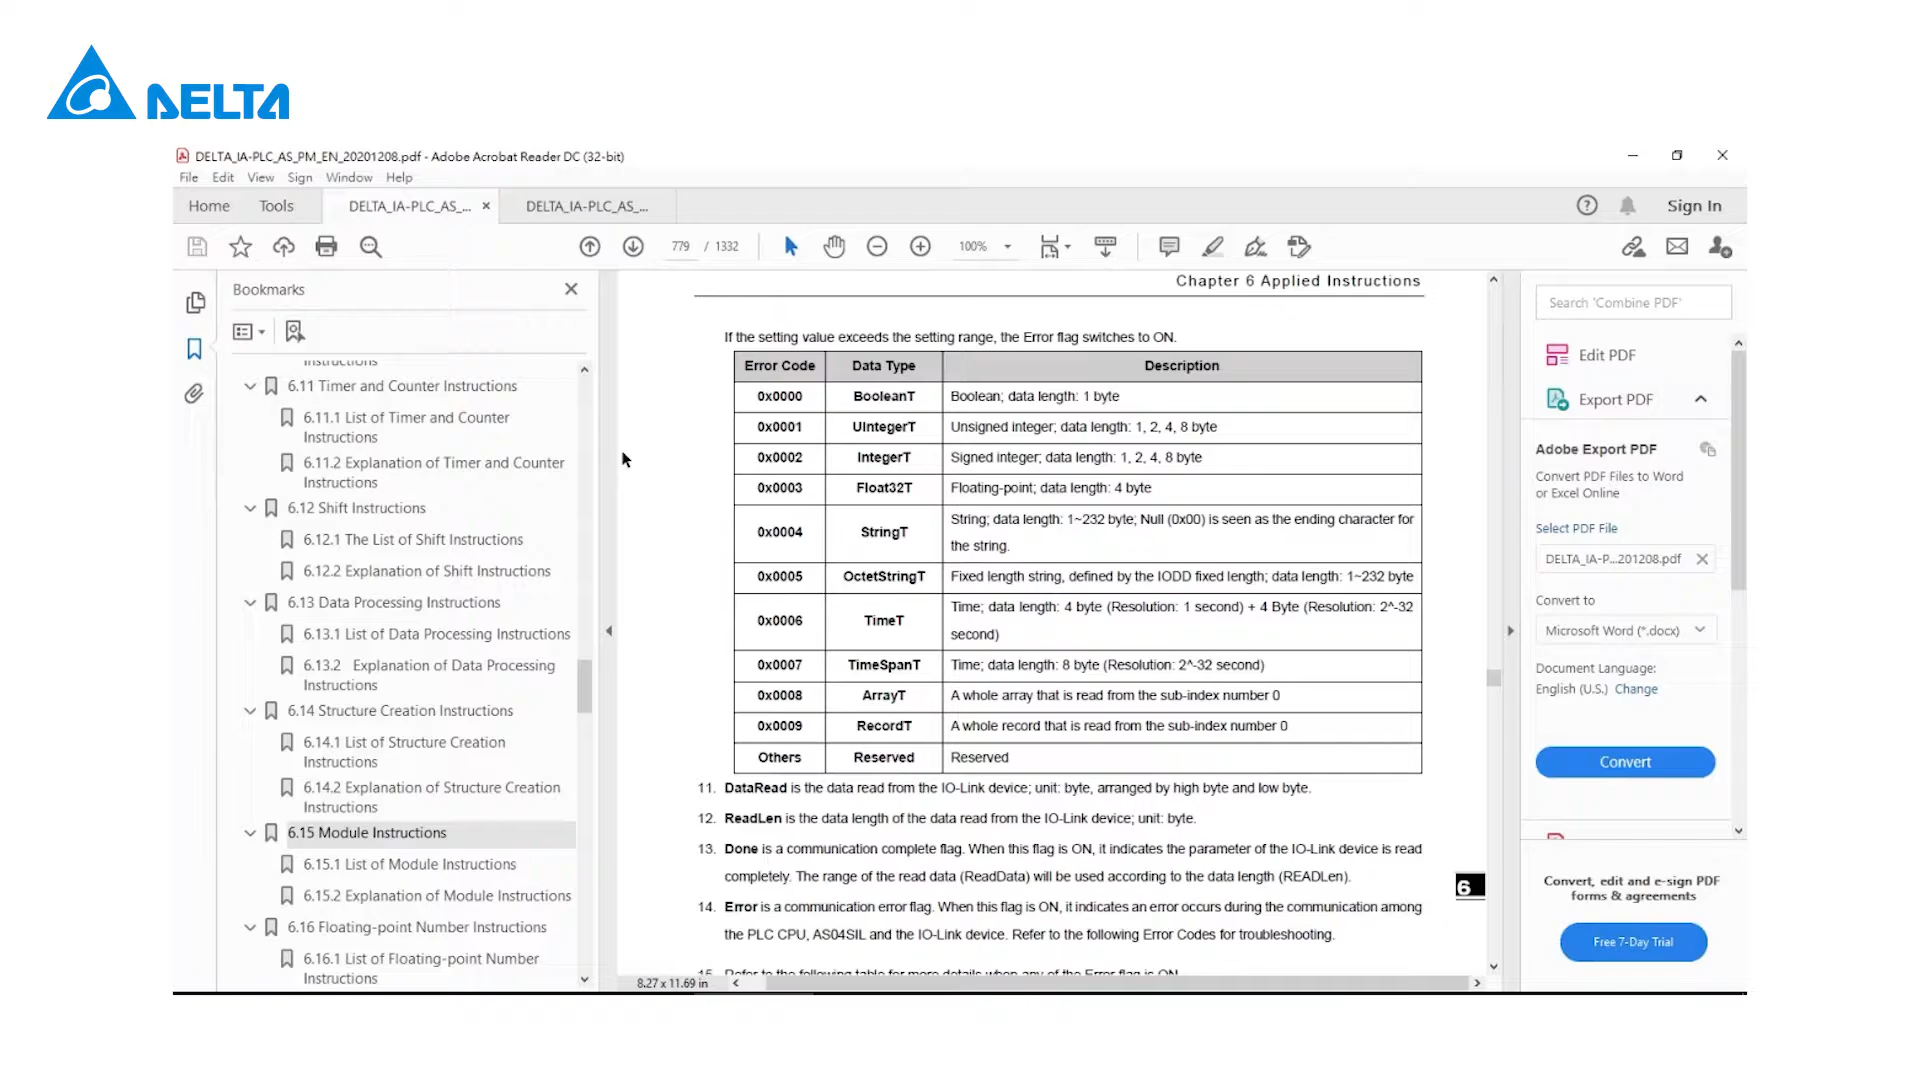 DELTA
DELTA_IA-PLC_AS_PM_EN_20201208.pdf - Adobe Acrobat Reader DC (32-bit)
File Edit View Sign Window Help
Home Tools DELTA_IA-PLC_AS_... × DELTA_IA-PLC_AS_... Sign In
779 / 1332 100%
Bookmarks
Instructions
6.11 Timer and Counter Instructions
6.11.1 List of Timer and Counter
Instructions
6.11.2 Explanation of Timer and Counter
Instructions
6.12 Shift Instructions
6.12.1 The List of Shift Instructions
6.12.2 Explanation of Shift Instructions
6.13 Data Processing Instructions
6.13.1 List of Data Processing Instructions
6.13.2 Explanation of Data Processing
Instructions
6.14 Structure Creation Instructions
6.14.1 List of Structure Creation
Instructions
6.14.2 Explanation of Structure Creation
Instructions
6.15 Module Instructions
6.15.1 List of Module Instructions
6.15.2 Explanation of Module Instructions
6.16 Floating-point Number Instructions
6.16.1 List of Floating-point Number
Instructions
Chapter 6 Applied Instructions
If the setting value exceeds the setting range, the Error flag switches to ON.
Error Code Data Type Description
0x0000 BooleanT Boolean; data length: 1 byte
0x0001 UIntegerT Unsigned integer; data length: 1, 2, 4, 8 byte
0x0002 IntegerT Signed integer; data length: 1, 2, 4, 8 byte
0x0003 Float32T Floating-point; data length: 4 byte
0x0004 StringT String; data length: 1~232 byte; Null (0x00) is seen as the ending character for
the string.
0x0005 OctetStringT Fixed length string, defined by the IODD fixed length; data length: 1~232 byte
0x0006 TimeT Time; data length: 4 byte (Resolution: 1 second) + 4 Byte (Resolution: 2^-32
second)
0x0007 TimeSpanT Time; data length: 8 byte (Resolution: 2^-32 second)
0x0008 ArrayT A whole array that is read from the sub-index number 0
0x0009 RecordT A whole record that is read from the sub-index number 0
Others Reserved Reserved
11. DataRead is the data read from the IO-Link device; unit: byte, arranged by high byte and low byte.
12. ReadLen is the data length of the data read from the IO-Link device; unit: byte.
13. Done is a communication complete flag. When this flag is ON, it indicates the parameter of the IO-Link device is read
completely. The range of the read data (ReadData) will be used according to the data length (READLen).
14. Error is a communication error flag. When this flag is ON, it indicates an error occurs during the communication among
the PLC CPU, AS04SIL and the IO-Link device. Refer to the following Error Codes for troubleshooting.
15. Refer to the following table for more details when any of the Error flag is ON.
6
8.27 x 11.69 in
Search 'Combine PDF'
Edit PDF
Export PDF
Adobe Export PDF
Convert PDF Files to Word
or Excel Online
Select PDF File
DELTA_IA-P...201208.pdf
Convert to
Microsoft Word (*.docx)
Document Language:
English (U.S.) Change
Convert
Convert, edit and e-sign PDF
forms & agreements
Free 7-Day Trial